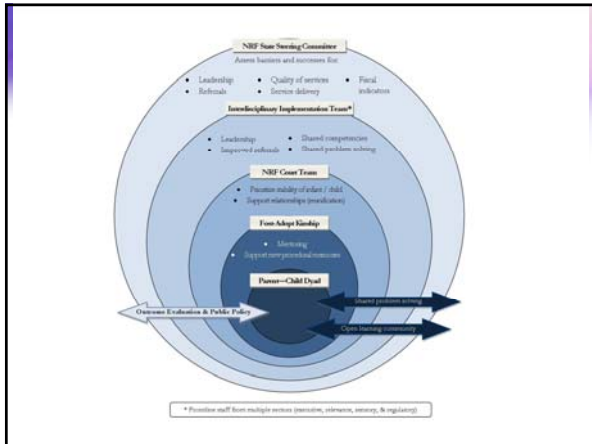 NRF State Steering Committee
Assess barriers and successes for:
• Leadership • Quality of services • Fiscal
• Referrals • Service delivery indicators
Interdisciplinary Implementation Team*
• Leadership • Shared competencies
• Improved referrals • Shared problem solving
NRF Court Team
• Prioritize stability of infant / child
• Support relationships (reunification)
Fost-Adopt Kinship
• Mentoring
• Support new procedural
Parent—Child Dyad
Shared problem solving
Outcome Evaluation & Public Policy
Open learning community
* Frontline staff from multiple sectors (executive, relevance, & regulatory)